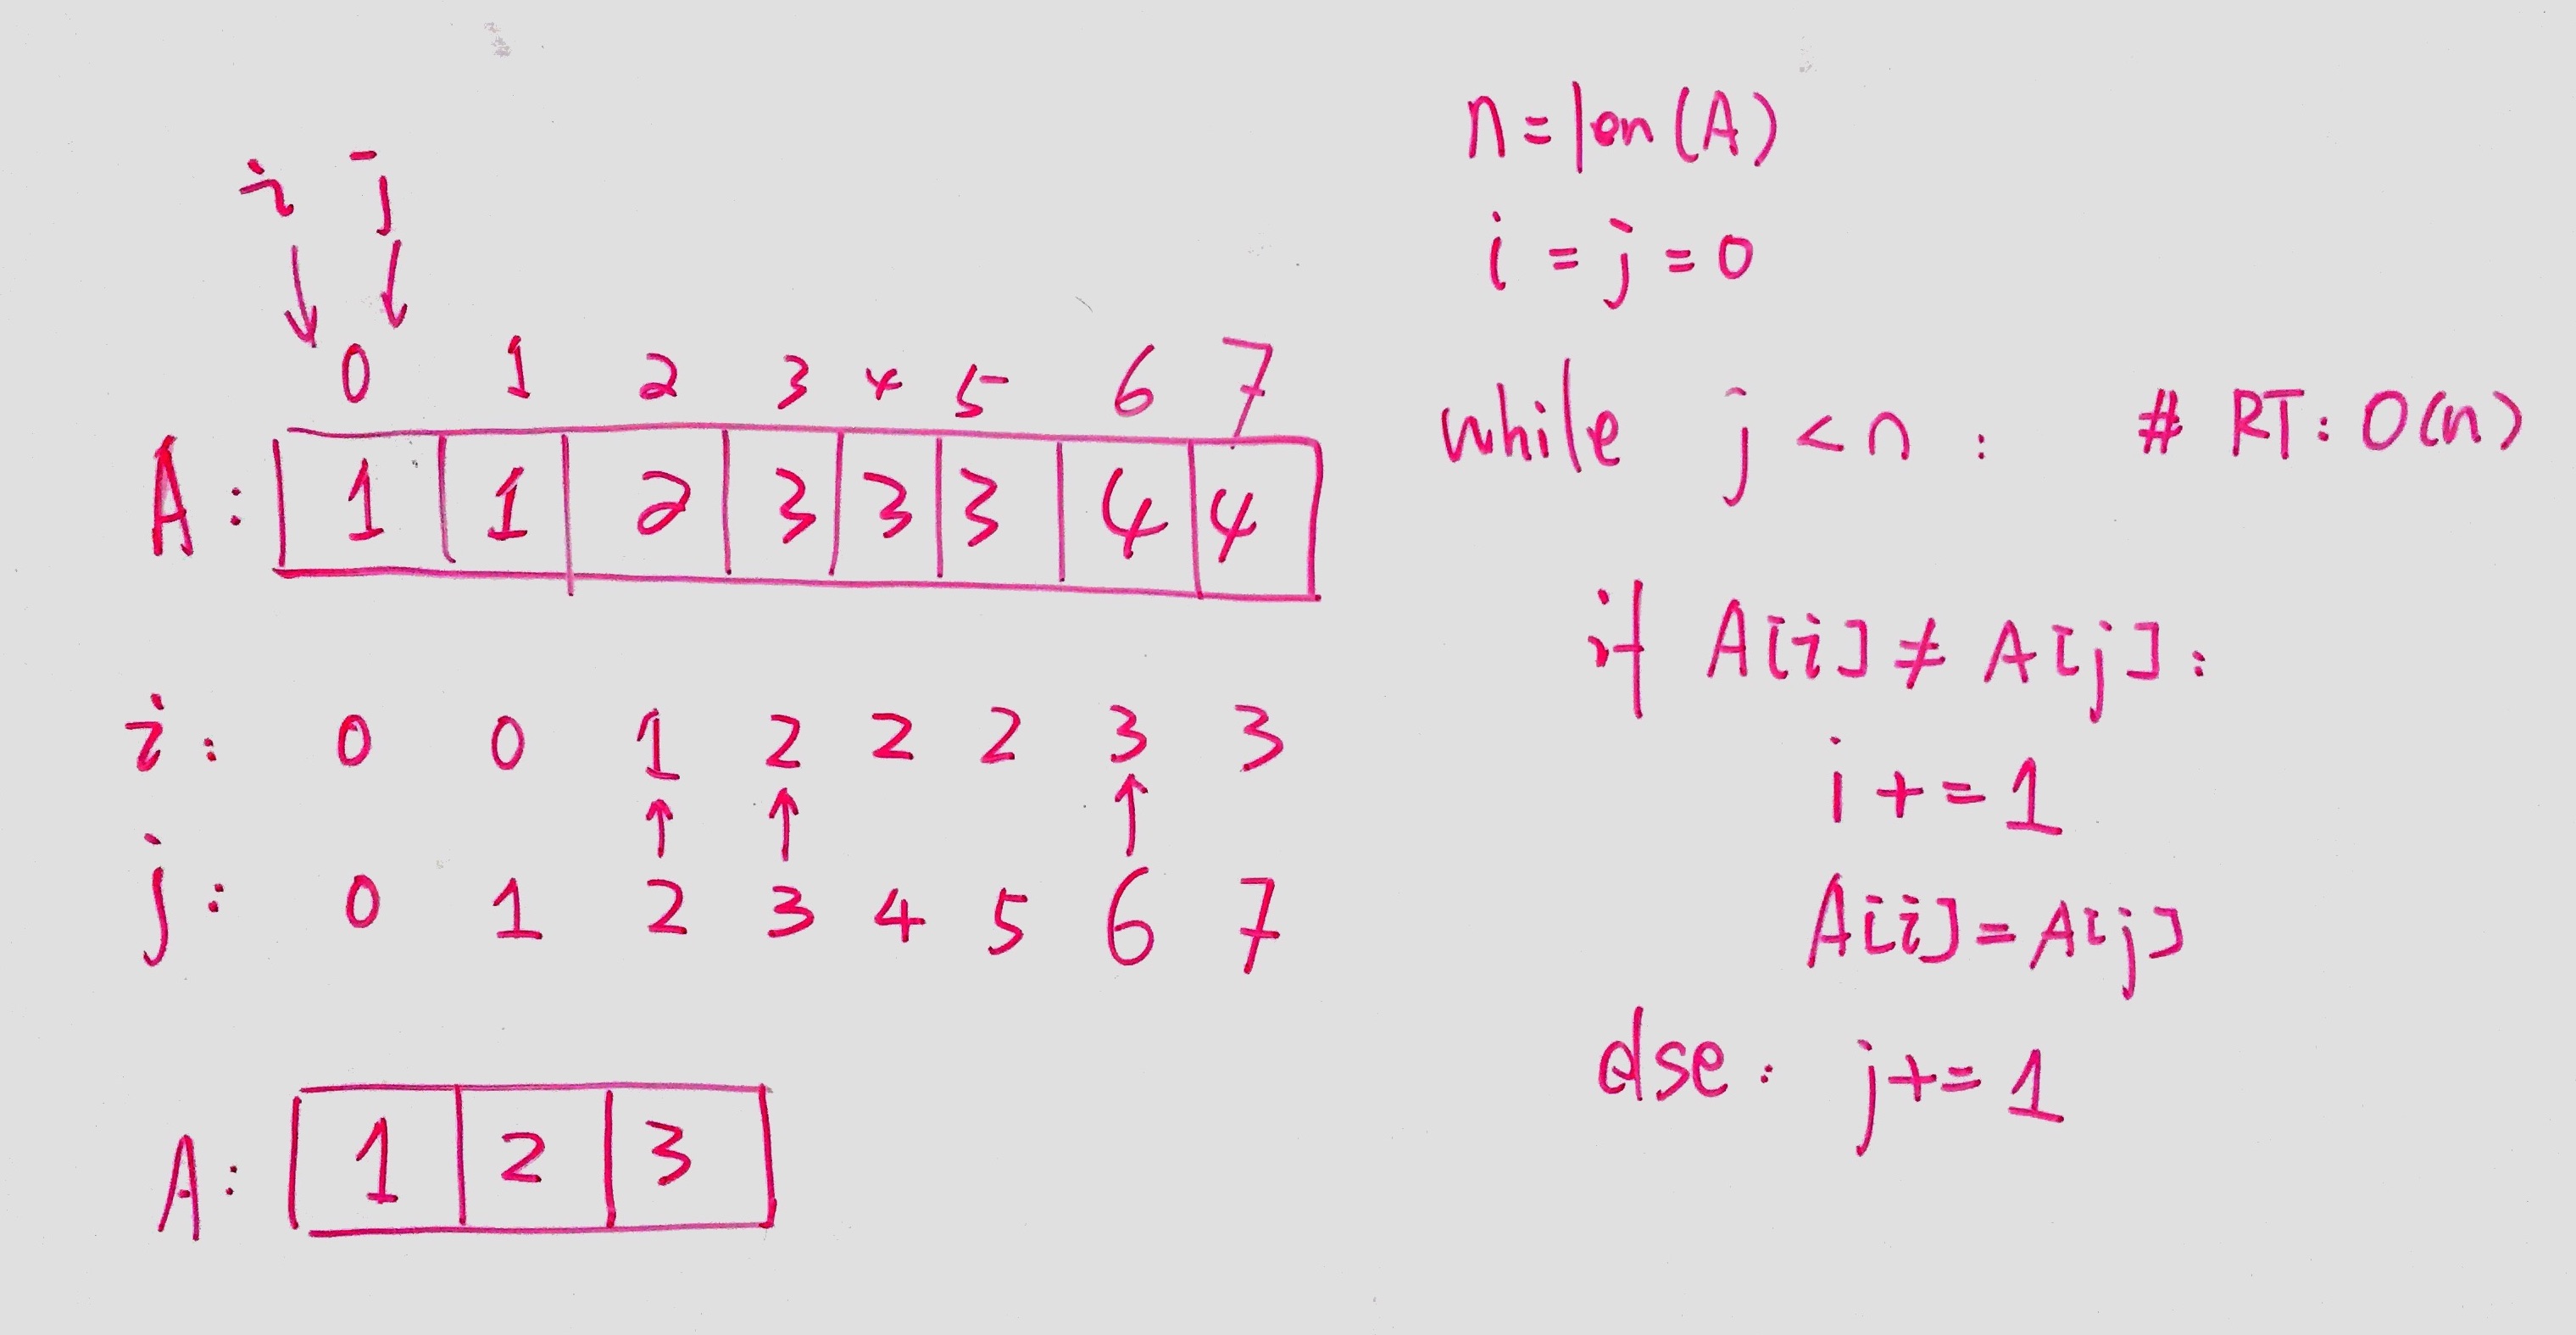 i j
0 1 2 3 4 5 6 7
A: 1 1 2 3 3 3 4 4
i: 0 0 1 2 2 2 3 3
j: 0 1 2 3 4 5 6 7
A: 1 2 3
n = len(A)
i = j = 0
while j < n : # RT: O(n)
if A[i] ≠ A[j]:
i += 1
A[i] = A[j]
else: j += 1